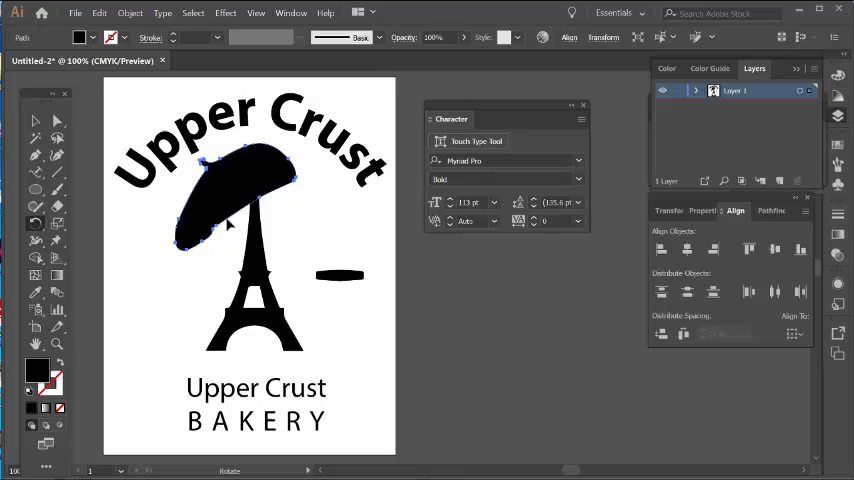 Ai File Edit Object Type Select Effect View Window Help Essentials Search Adobe Stock
Path Stroke: Basic Opacity: 100% Style: Align Transform
Untitled-2* @ 100% (CMYK/Preview)
Color Color Guide Layers
Layer 1
1 Layer
Character
Touch Type Tool
Myriad Pro
Bold
113 pt (135.6 pt
Auto 0
Transfor Properti Align Pathfinc
Align Objects:
Distribute Objects:
Distribute Spacing: Align To:
Upper Crust
Upper Crust
BAKERY
100 1 Rotate